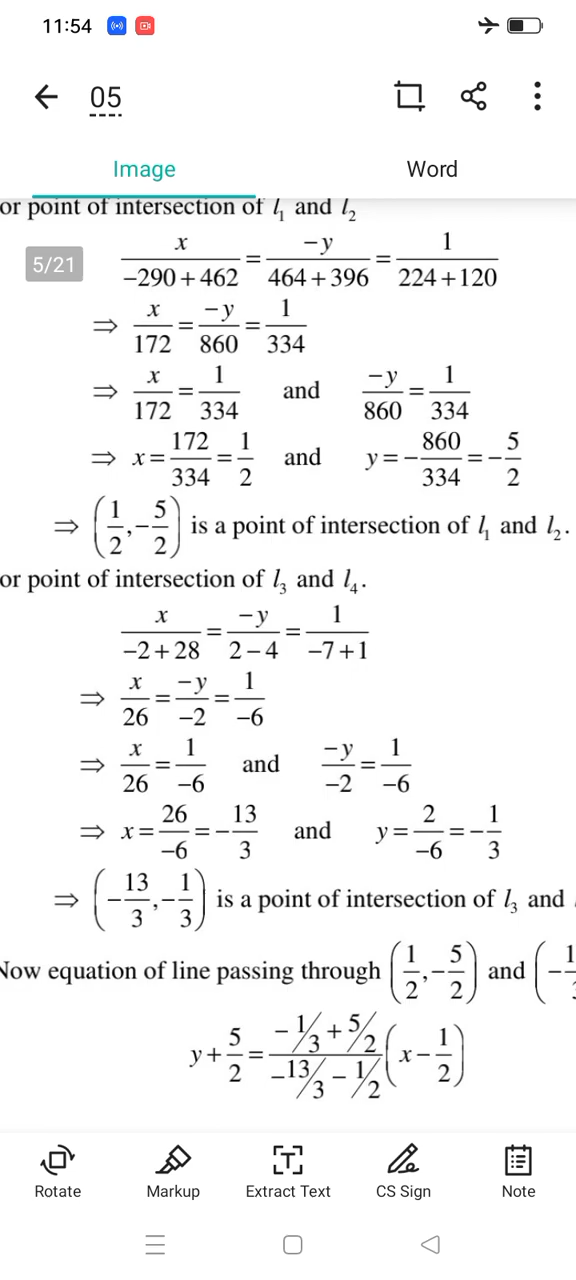 11:54
05
Image Word
or point of intersection of l₁ and l₂
5/21
x/(-290+462) = -y/(464+396) = 1/(224+120)
⇒ x/172 = -y/860 = 1/334
⇒ x/172 = 1/334 and -y/860 = 1/334
⇒ x = 172/334 = 1/2 and y = -860/334 = -5/2
⇒ (1/2, -5/2) is a point of intersection of l₁ and l₂.
or point of intersection of l₃ and l₄.
x/(-2+28) = -y/(2-4) = 1/(-7+1)
⇒ x/26 = -y/-2 = 1/-6
⇒ x/26 = 1/-6 and -y/-2 = 1/-6
⇒ x = 26/-6 = -13/3 and y = 2/-6 = -1/3
⇒ (-13/3, -1/3) is a point of intersection of l₃ and
Now equation of line passing through (1/2, -5/2) and (-
y + 5/2 = (-1/3 + 5/2)/(-13/3 - 1/2) (x - 1/2)
Rotate Markup Extract Text CS Sign Note